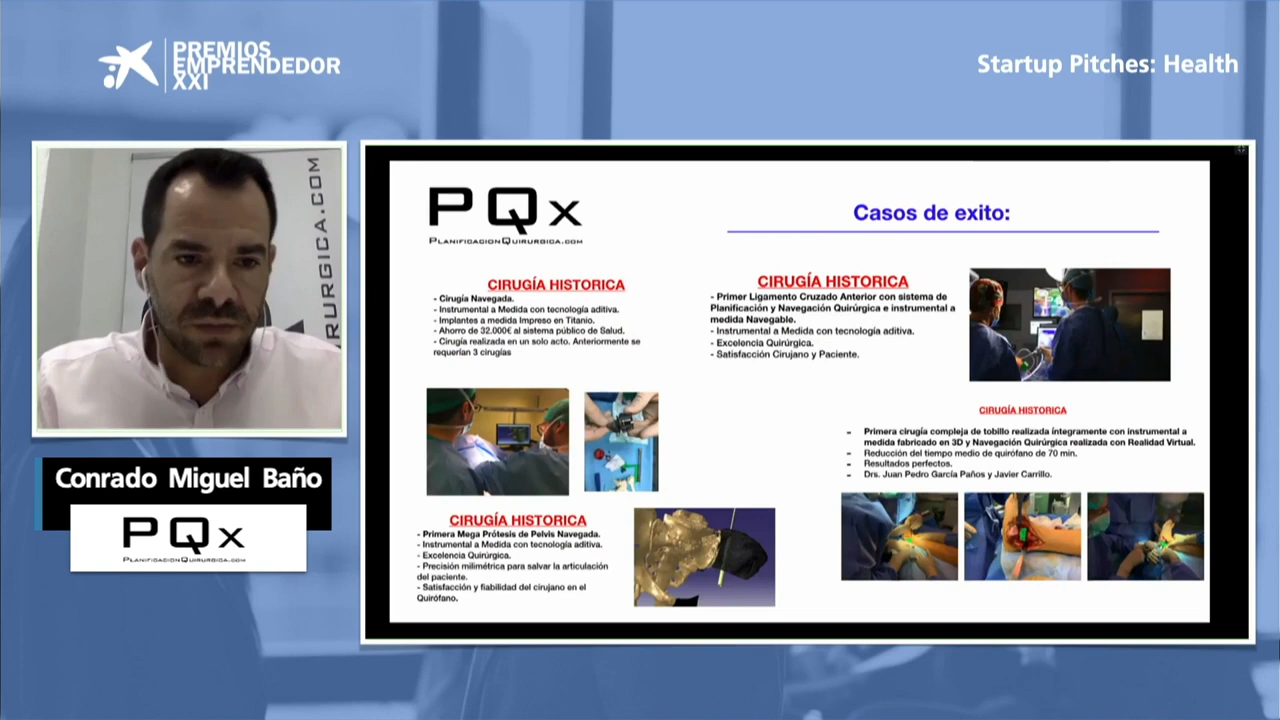 PREMIOS
EMPRENDEDOR
XXI
Startup Pitches: Health
RURGICA.COM
Conrado Miguel Baño
PQx
PLANIFICACIONQUIRURGICA.COM
PQx
PLANIFICACIONQUIRURGICA.COM
Casos de exito:
CIRUGÍA HISTORICA
- Cirugía Navegada.
- Instrumental a Medida con tecnología aditiva.
- Implantes a medida Impreso en Titanio.
- Ahorro de 32.000€ al sistema público de Salud.
- Cirugía realizada en un solo acto. Anteriormente se
requerían 3 cirugías
CIRUGÍA HISTORICA
- Primer Ligamento Cruzado Anterior con sistema de
Planificación y Navegación Quirúrgica e instrumental a
medida Navegable.
- Instrumental a Medida con tecnología aditiva.
- Excelencia Quirúrgica.
- Satisfacción Cirujano y Paciente.
CIRUGÍA HISTORICA
- Primera cirugía compleja de tobillo realizada íntegramente con instrumental a
medida fabricado en 3D y Navegación Quirúrgica realizada con Realidad Virtual.
- Reducción del tiempo medio de quirófano de 70 min.
- Resultados perfectos.
- Drs. Juan Pedro García Paños y Javier Carrillo.
CIRUGÍA HISTORICA
- Primera Mega Prótesis de Pelvis Navegada.
- Instrumental a Medida con tecnología aditiva.
- Excelencia Quirúrgica.
- Precisión milimétrica para salvar la articulación
del paciente.
- Satisfacción y fiabilidad del cirujano en el
Quirófano.